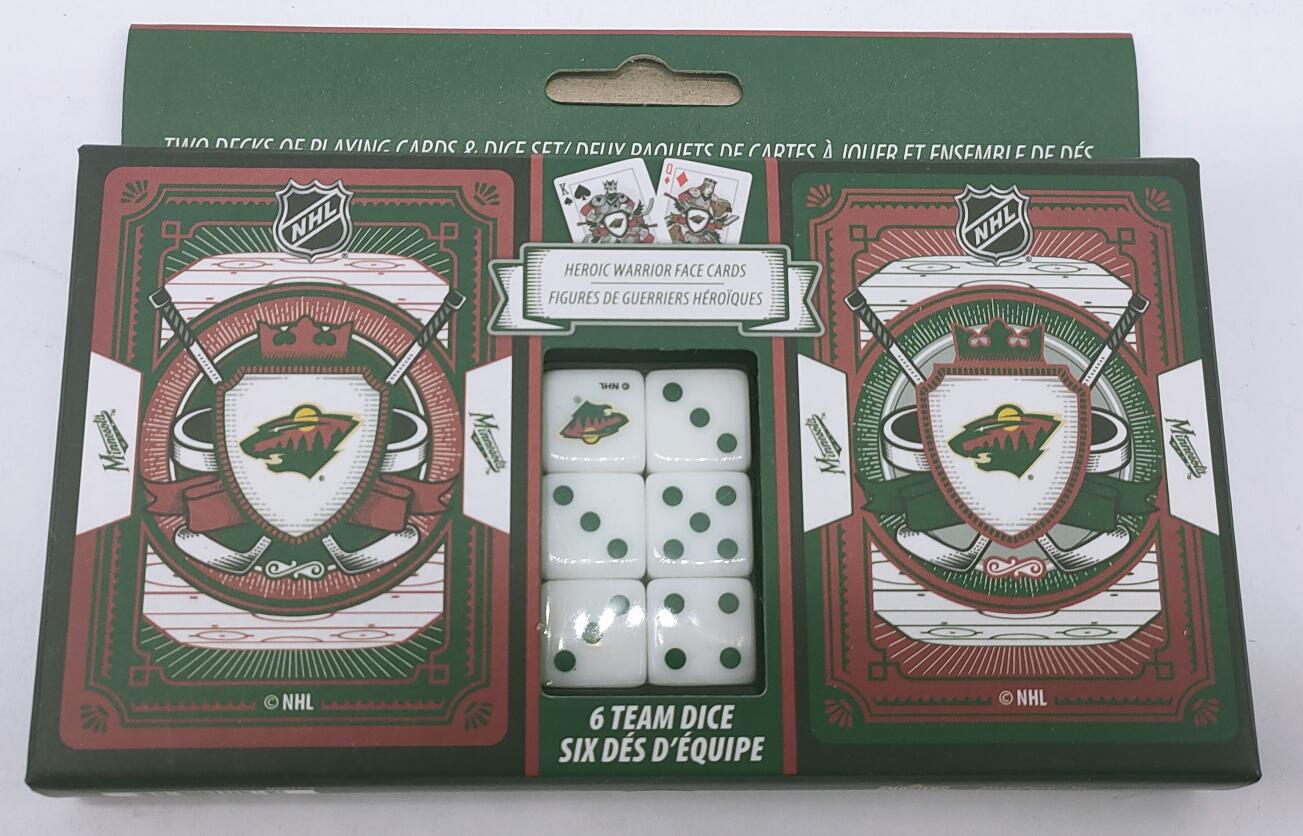 TWO DECKS OF PLAYING CARDS & DICE SET/ DEUX PAQUETS DE CARTES À JOUER ET ENSEMBLE DE DÉS
NHL
K
Q
NHL
HEROIC WARRIOR FACE CARDS
FIGURES DE GUERRIERS HÉROÏQUES
© NHL
Minnesota
Minnesota
Minnesota
Minnesota
© NHL
© NHL
6 TEAM DICE
SIX DÉS D'ÉQUIPE